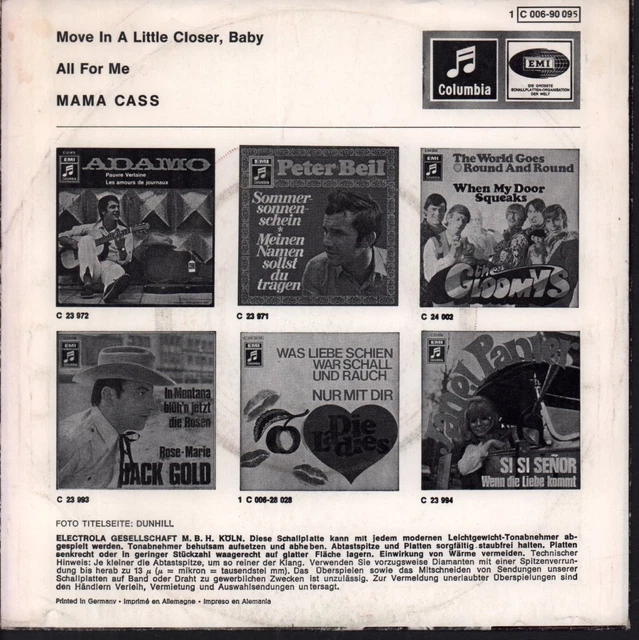 1 C 006-90 095
Move In A Little Closer, Baby
All For Me
MAMA CASS
Columbia
EMI
DIE GRÖSSTE
SCHALLPLATTEN-ORGANISATION
DER WELT
EMI
ADAMO
Pauvre Verlaine
Les amours de journaux
C 23 972
EMI
Peter Beil
Sommer-
sonnen-
schein
*
Meinen
Namen
sollst
du
tragen
C 23 971
EMI
The World Goes
Round And Round
When My Door
Squeaks
The
GLOOMYS
C 24 002
EMI
In Montana
blüh'n jetzt
die Rosen
Rose-Marie
JACK GOLD
C 23 993
WAS LIEBE SCHIEN
WAR SCHALL
UND RAUCH
NUR MIT DIR
Die
Ladies
1 C 006-28 028
EMI
SI SI SEÑOR
Wenn die Liebe kommt
C 23 994
FOTO TITELSEITE: DUNHILL
ELECTROLA GESELLSCHAFT M. B. H. KÖLN. Diese Schallplatte kann mit jedem modernen Leichtgewicht-Tonabnehmer ab-
gespielt werden. Tonabnehmer behutsam aufsetzen und abheben. Abtastspitze und Platten sorgfältig staubfrei halten. Platten
senkrecht oder in geringer Stückzahl waagerecht auf glatter Fläche lagern. Einwirkung von Wärme vermeiden. Technischer
Hinweis: Je kleiner die Abtastspitze, um so reiner der Klang. Verwenden Sie vorzugsweise Diamanten mit einer Spitzenverrun-
dung bis herab zu 13 µ (µ = mikron = tausendstel mm). Das Überspielen sowie das Mitschneiden von Sendungen unserer
Schallplatten auf Band oder Draht zu gewerblichen Zwecken ist unzulässig. Zur Vermeidung unerlaubter Überspielungen sind
den Händlern Verleih, Vermietung und Auswahlsendungen untersagt.
Printed in Germany • Imprimé en Allemagne • Impreso en Alemania